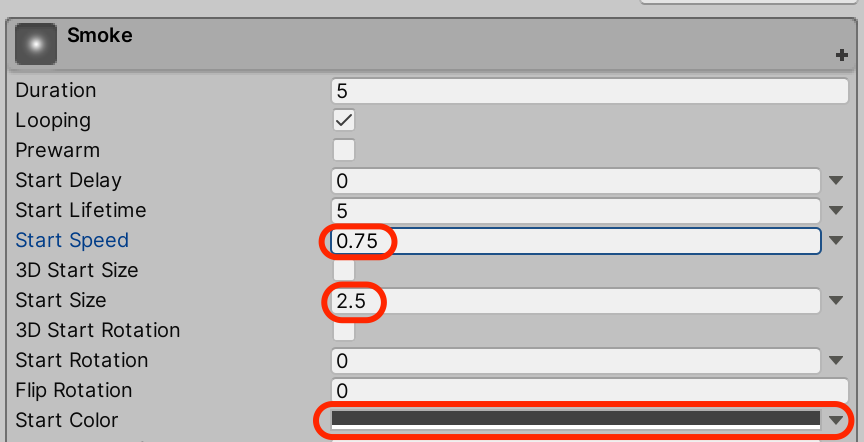 Smoke
Duration 5
Looping
Prewarm
Start Delay 0
Start Lifetime 5
Start Speed 0.75
3D Start Size
Start Size 2.5
3D Start Rotation
Start Rotation 0
Flip Rotation 0
Start Color